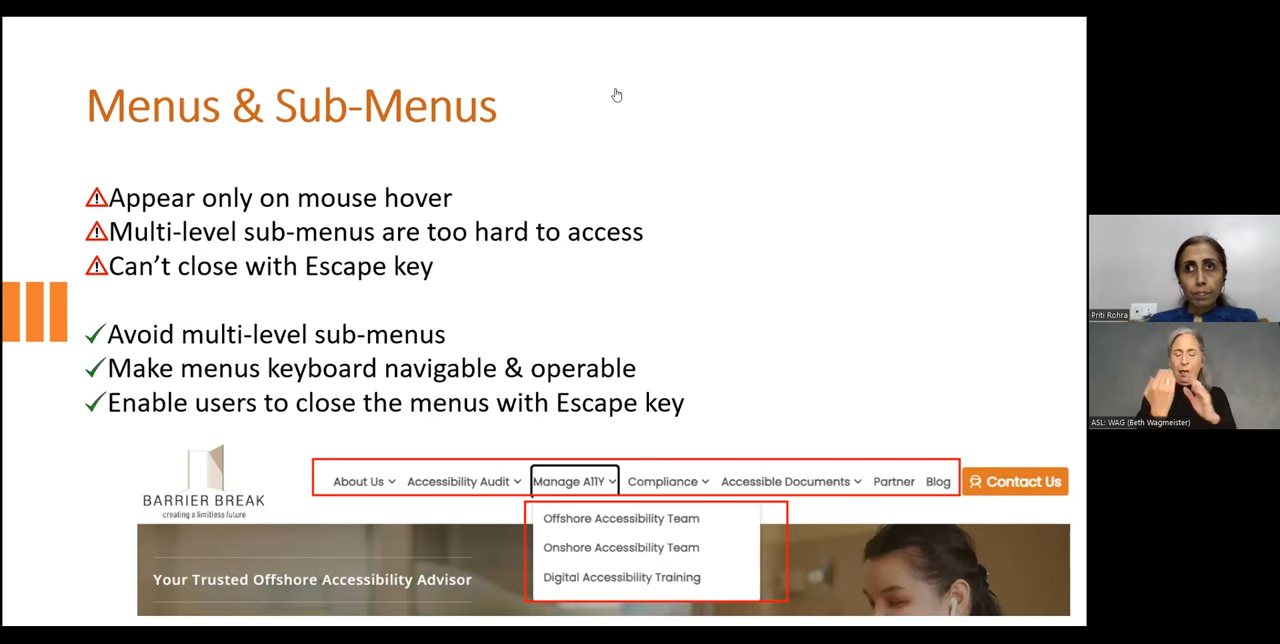 Menus & Sub-Menus
Appear only on mouse hover
Multi-level sub-menus are too hard to access
Can't close with Escape key
Avoid multi-level sub-menus
Make menus keyboard navigable & operable
Enable users to close the menus with Escape key
BARRIER BREAK
creating a limitless future
About Us Accessibility Audit Manage A11Y Compliance Accessible Documents Partner Blog Contact Us
Offshore Accessibility Team
Onshore Accessibility Team
Digital Accessibility Training
Your Trusted Offshore Accessibility Advisor
Priti Rohra
ASL: WAG (Beth Wagmeister)